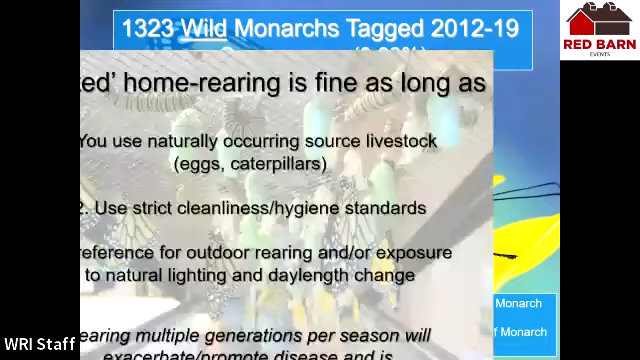 1323 Wild Monarchs Tagged 2012-19
RED BARN
EVENTS
ted’ home-rearing is fine as long as
You use naturally occurring source livestock
(eggs, caterpillars)
2. Use strict cleanliness/hygiene standards
reference for outdoor rearing and/or exposure
to natural lighting and daylength change
Monarch
f Monarch
earing multiple generations per season will
exacerbate/promote disease and is
WRI Staff